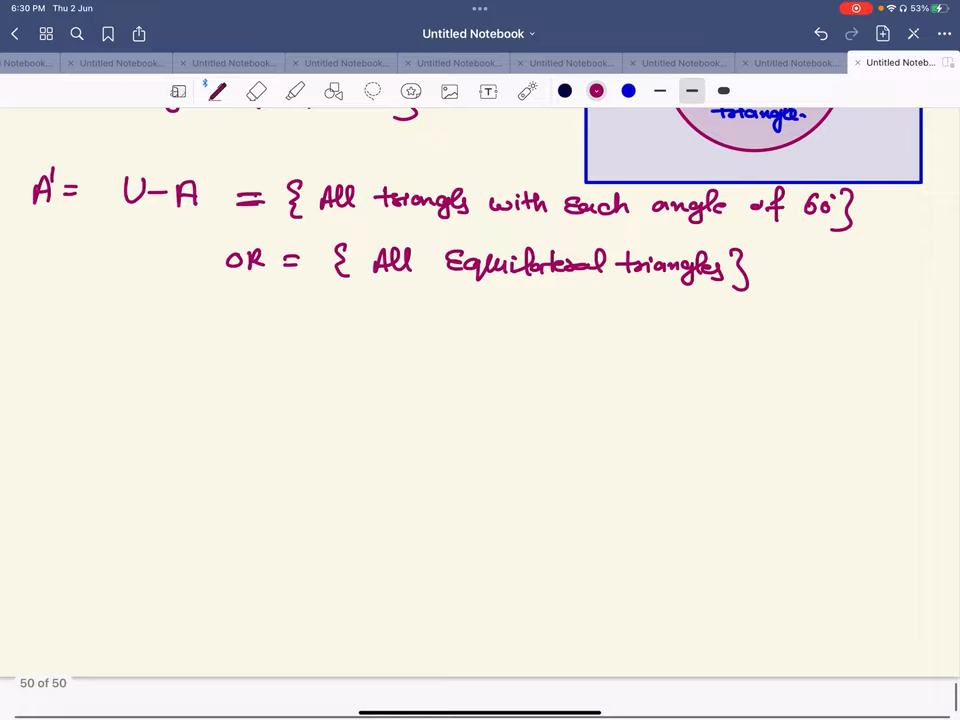 6:30 PM Thu 2 Jun
53%
Untitled Notebook
Notebook... Untitled Notebook... Untitled Notebook... Untitled Notebook... Untitled Notebook... Untitled Notebook... Untitled Notebook... Untitled Notebook... Untitled Noteb...
triangle.
A' = U - A = { All triangls with each angle of 60° }
OR = { All Equilateral triangles }
50 of 50